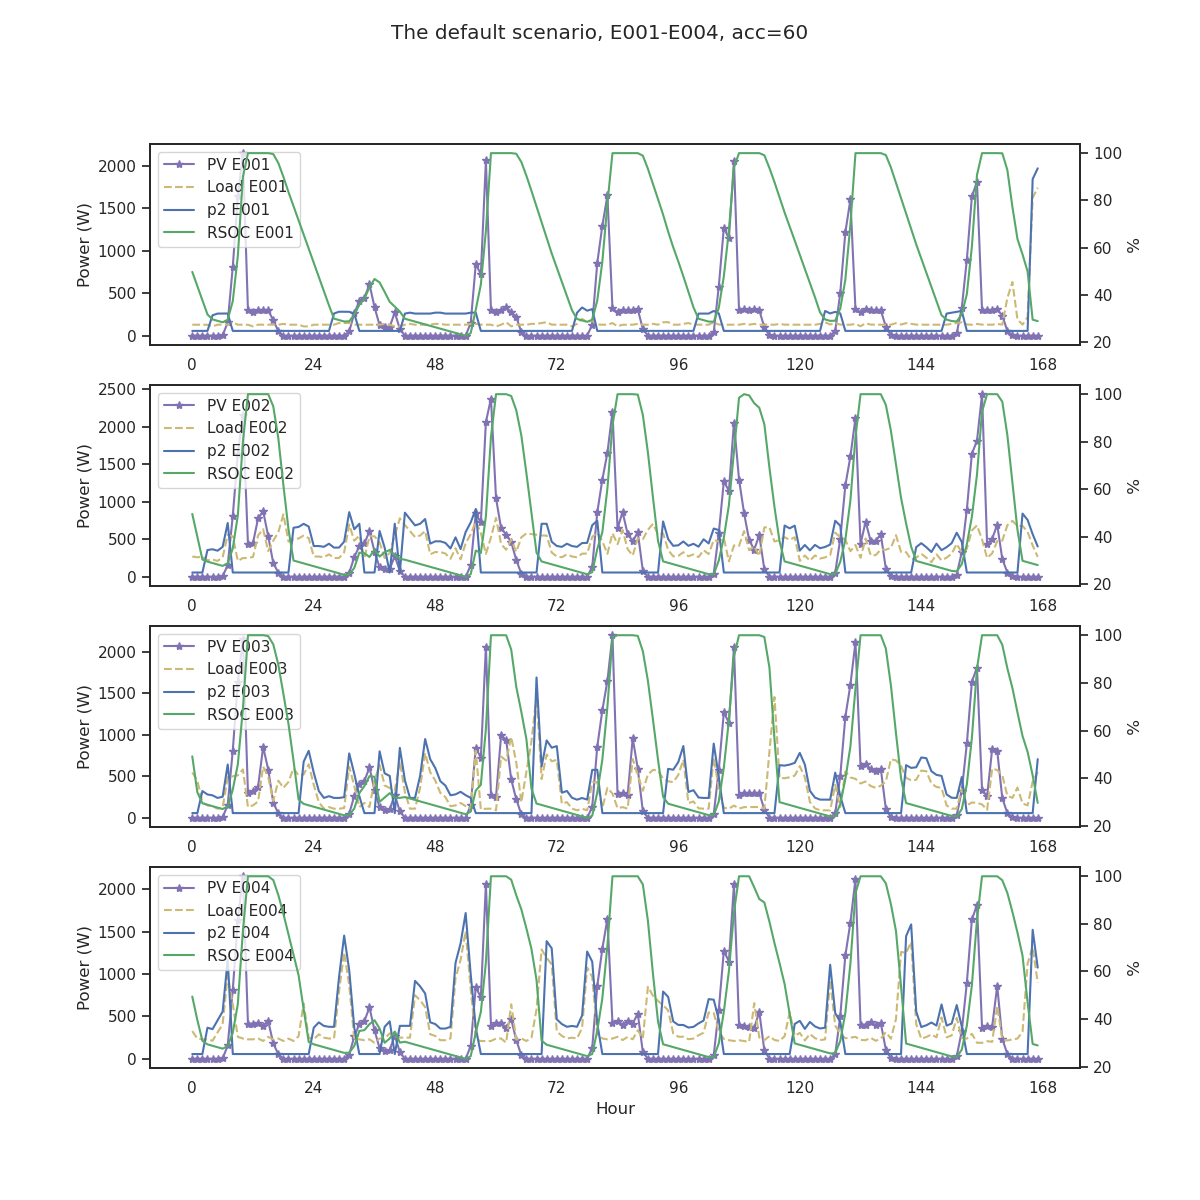 The default scenario, E001-E004, acc=60
2000
1500
1000
500
0
Power (W)
PV E001
Load E001
p2 E001
RSOC E001
100
80
60
40
20
%
0 24 48 72 96 120 144 168
2500
2000
1500
1000
500
0
Power (W)
PV E002
Load E002
p2 E002
RSOC E002
100
80
60
40
20
%
0 24 48 72 96 120 144 168
2000
1500
1000
500
0
Power (W)
PV E003
Load E003
p2 E003
RSOC E003
100
80
60
40
20
%
0 24 48 72 96 120 144 168
2000
1500
1000
500
0
Power (W)
PV E004
Load E004
p2 E004
RSOC E004
100
80
60
40
20
%
0 24 48 72 96 120 144 168
Hour